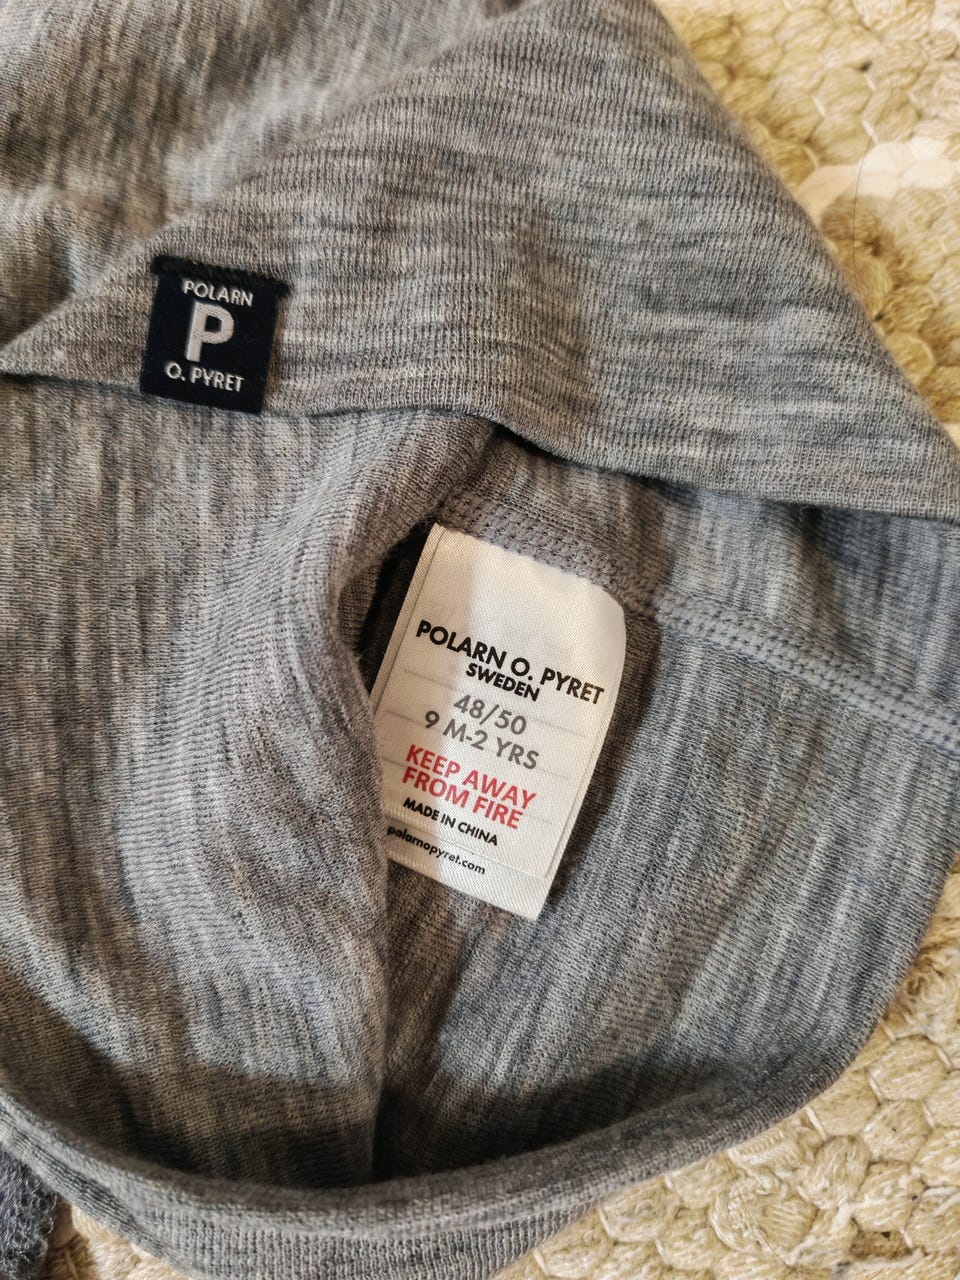 POLARN
P
O. PYRET
POLARN O. PYRET
SWEDEN
48/50
9 M-2 YRS
KEEP AWAY
FROM FIRE
MADE IN CHINA
polarnopyret.com